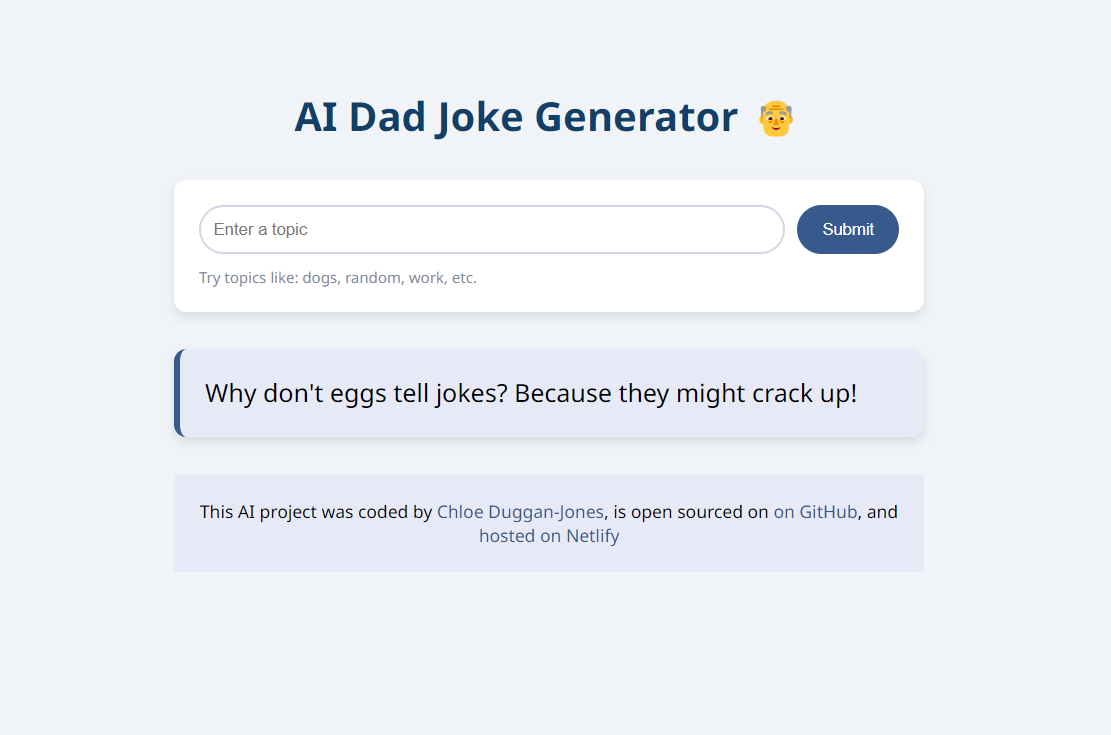 AI Dad Joke Generator 👴
Enter a topic
Submit
Try topics like: dogs, random, work, etc.
Why don't eggs tell jokes? Because they might crack up!
This AI project was coded by Chloe Duggan-Jones, is open sourced on on GitHub, and
hosted on Netlify